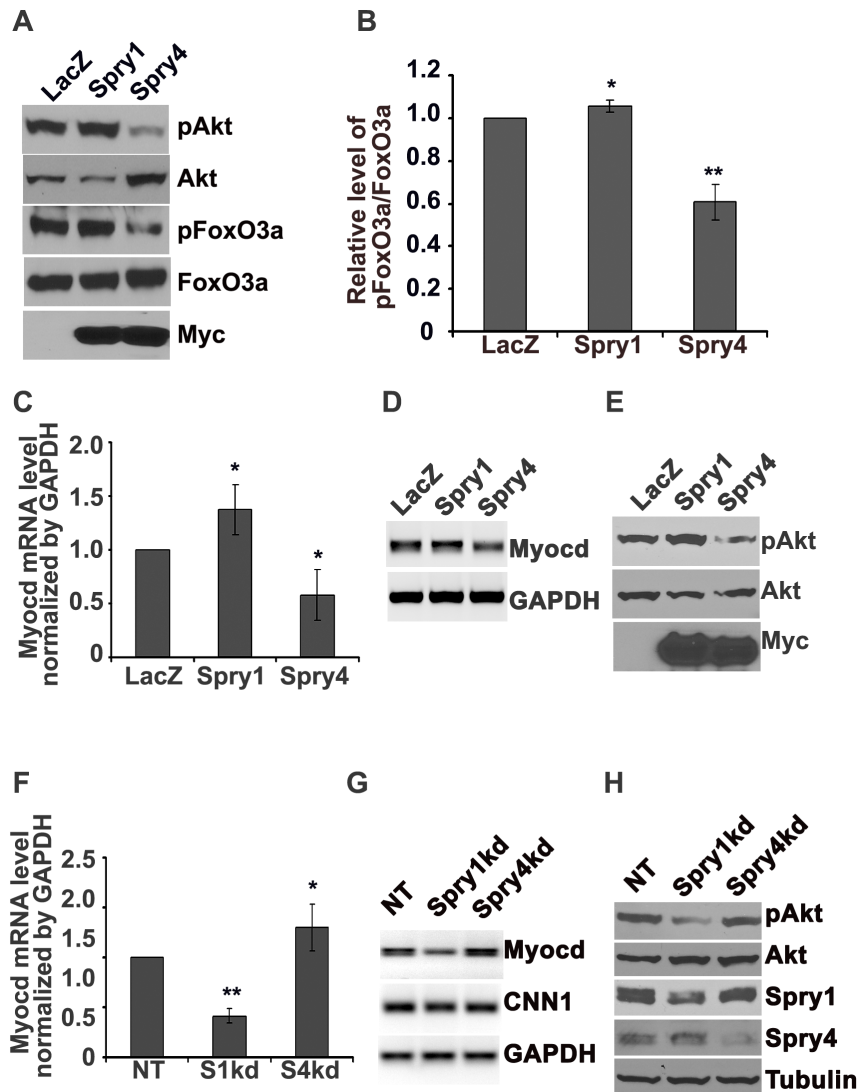 A
LacZ
Spry1
Spry4
pAkt
Akt
pFoxO3a
FoxO3a
Myc
B
Relative level of
pFoxO3a/FoxO3a
1.2
1.0
0.8
0.6
0.4
0.2
0
*
**
LacZ Spry1 Spry4
C
Myocd mRNA level
normalized by GAPDH
2.0
1.5
1.0
0.5
0
*
*
LacZ Spry1 Spry4
D
LacZ
Spry1
Spry4
Myocd
GAPDH
E
LacZ
Spry1
Spry4
pAkt
Akt
Myc
F
Myocd mRNA level
normalized by GAPDH
2.5
2.0
1.5
1.0
0.5
0
**
*
NT S1kd S4kd
G
NT
Spry1kd
Spry4kd
Myocd
CNN1
GAPDH
H
NT
Spry1kd
Spry4kd
pAkt
Akt
Spry1
Spry4
Tubulin